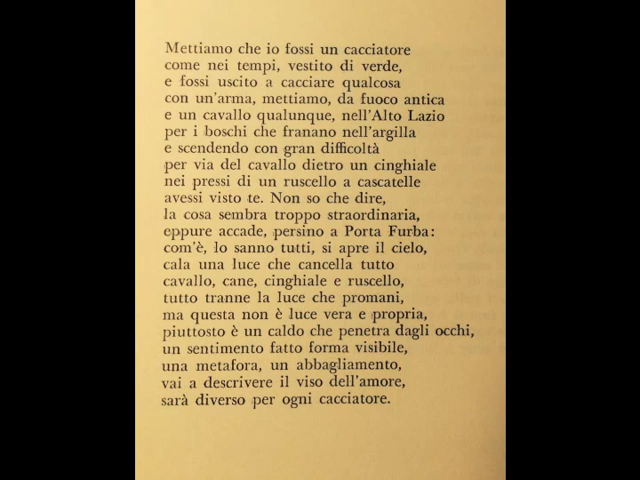 Mettiamo che io fossi un cacciatore
come nei tempi, vestito di verde,
e fossi uscito a cacciare qualcosa
con un'arma, mettiamo, da fuoco antica
e un cavallo qualunque, nell'Alto Lazio
per i boschi che franano nell'argilla
e scendendo con gran difficoltà
per via del cavallo dietro un cinghiale
nei pressi di un ruscello a cascatelle
avessi visto te. Non so che dire,
la cosa sembra troppo straordinaria,
eppure accade, persino a Porta Furba:
com'è, lo sanno tutti, si apre il cielo,
cala una luce che cancella tutto
cavallo, cane, cinghiale e ruscello,
tutto tranne la luce che promani,
ma questa non è luce vera e propria,
piuttosto è un caldo che penetra dagli occhi,
un sentimento fatto forma visibile,
una metafora, un abbagliamento,
vai a descrivere il viso dell'amore,
sarà diverso per ogni cacciatore.